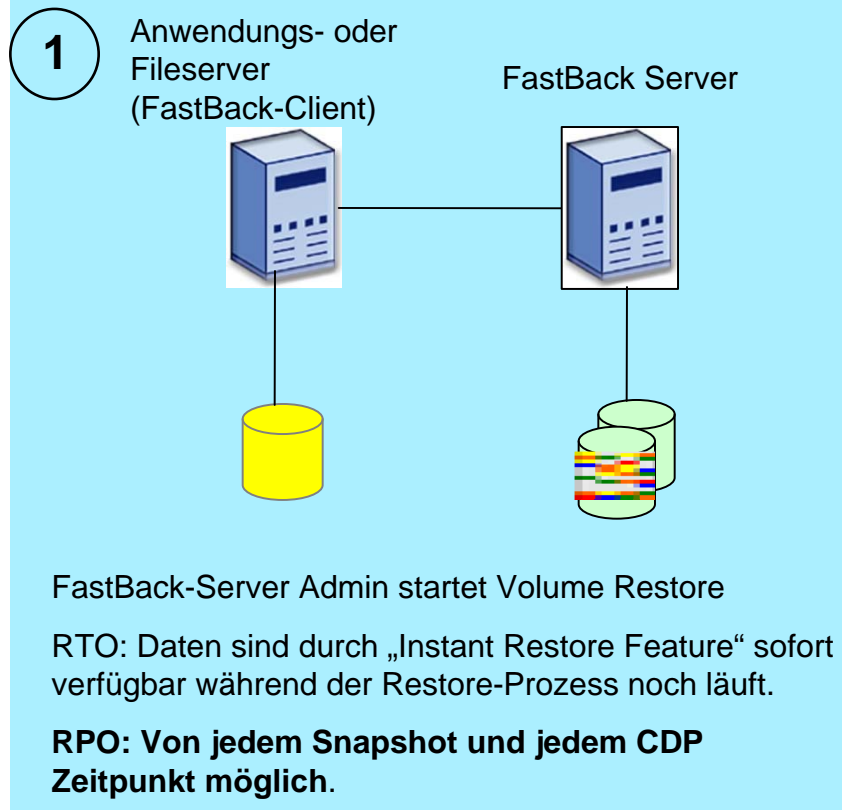 1
Anwendungs- oder
Fileserver
(FastBack-Client)
FastBack Server
FastBack-Server Admin startet Volume Restore
RTO: Daten sind durch „Instant Restore Feature“ sofort
verfügbar während der Restore-Prozess noch läuft.
RPO: Von jedem Snapshot und jedem CDP
Zeitpunkt möglich.